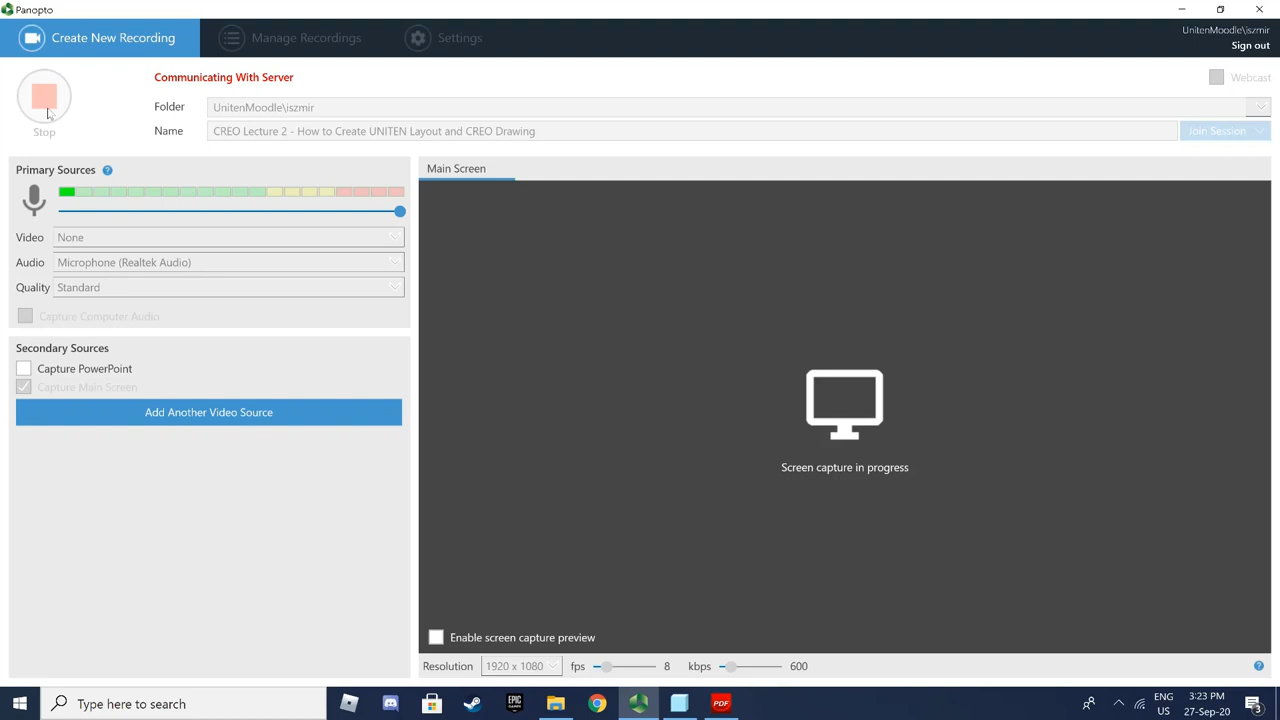 Panopto
Create New Recording
Manage Recordings
Settings
UnitenModle\iszmir
Sign out
Communicating With Server
Webcast
Stop
Folder
UnitenMoodle\iszmir
Name
CREO Lecture 2 - How to Create UNITEN Layout and CREO Drawing
Join Session
Primary Sources
?
Video
None
Audio
Microphone (Realtek Audio)
Quality
Standard
Capture Computer Audio
Secondary Sources
Capture PowerPoint
Capture Main Screen
Add Another Video Source
Main Screen
Screen capture in progress
Enable screen capture preview
Resolution 1920 x 1080 fps 8 kbps 600
?
Type here to search
EPIC GAMES
PDF
ENG
US
3:23 PM
27-Sep-20
3